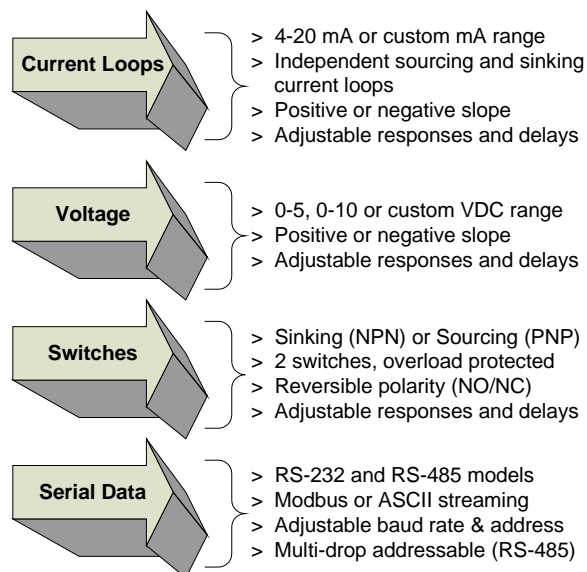 Current Loops
> 4-20 mA or custom mA range
> Independent sourcing and sinking
current loops
> Positive or negative slope
> Adjustable responses and delays
Voltage
> 0-5, 0-10 or custom VDC range
> Positive or negative slope
> Adjustable responses and delays
Switches
> Sinking (NPN) or Sourcing (PNP)
> 2 switches, overload protected
> Reversible polarity (NO/NC)
> Adjustable responses and delays
Serial Data
> RS-232 and RS-485 models
> Modbus or ASCII streaming
> Adjustable baud rate & address
> Multi-drop addressable (RS-485)